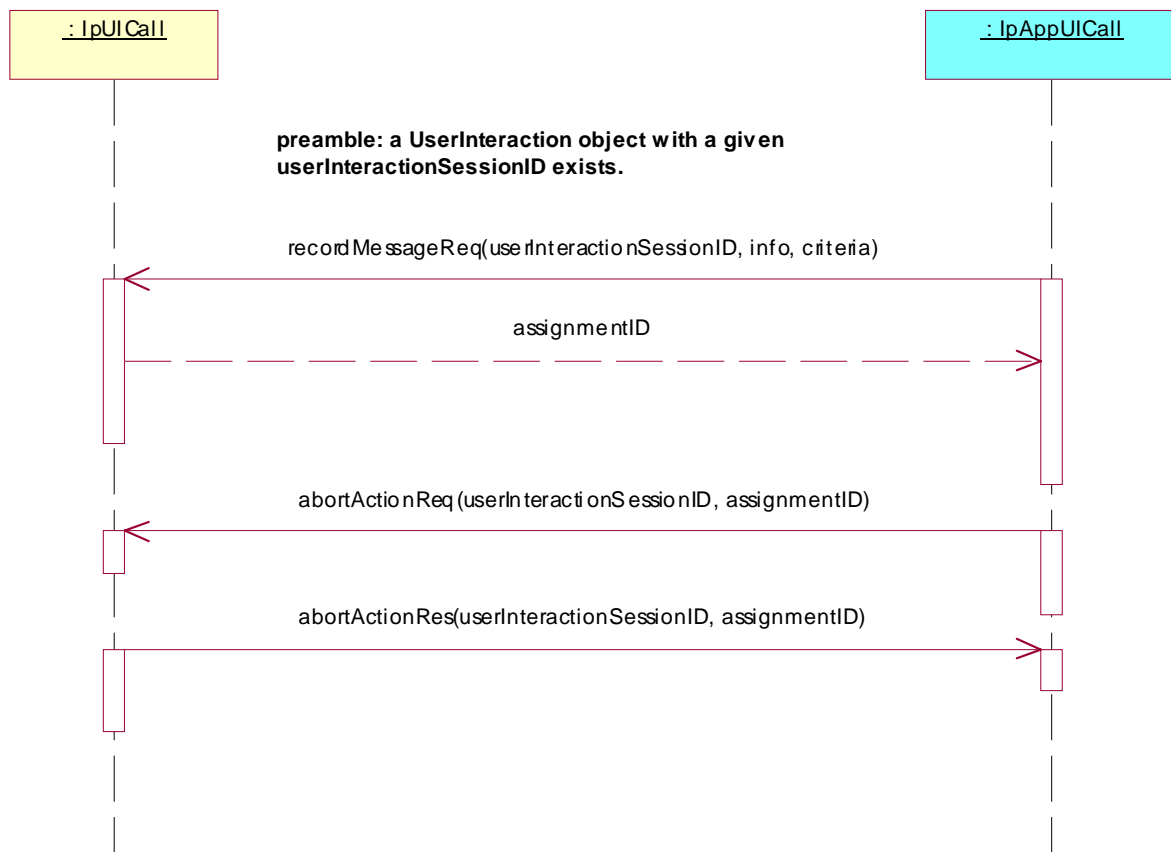 : IpUICall
: IpAppUICall
preamble: a UserInteraction object with a given
userInteractionSessionID exists.
recordMessageReq(userInteractionSessionID, info, criteria)
assignmentID
abortActionReq(userInteractionSessionID, assignmentID)
abortActionRes(userInteractionSessionID, assignmentID)